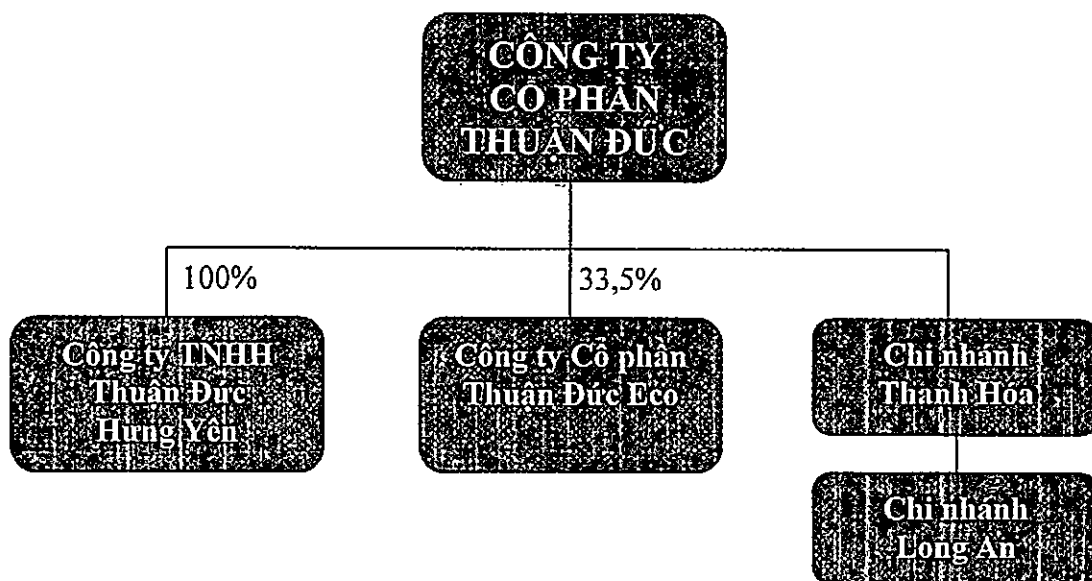 CÔNG TY
CỔ PHẦN
THUẬN ĐỨC
100%
33,5%
Công ty TNHH
Thuận Đức
Hưng Yên
Công ty Cổ phần
Thuận Đức Eco
Chi nhánh
Thanh Hóa
Chi nhánh
Long An